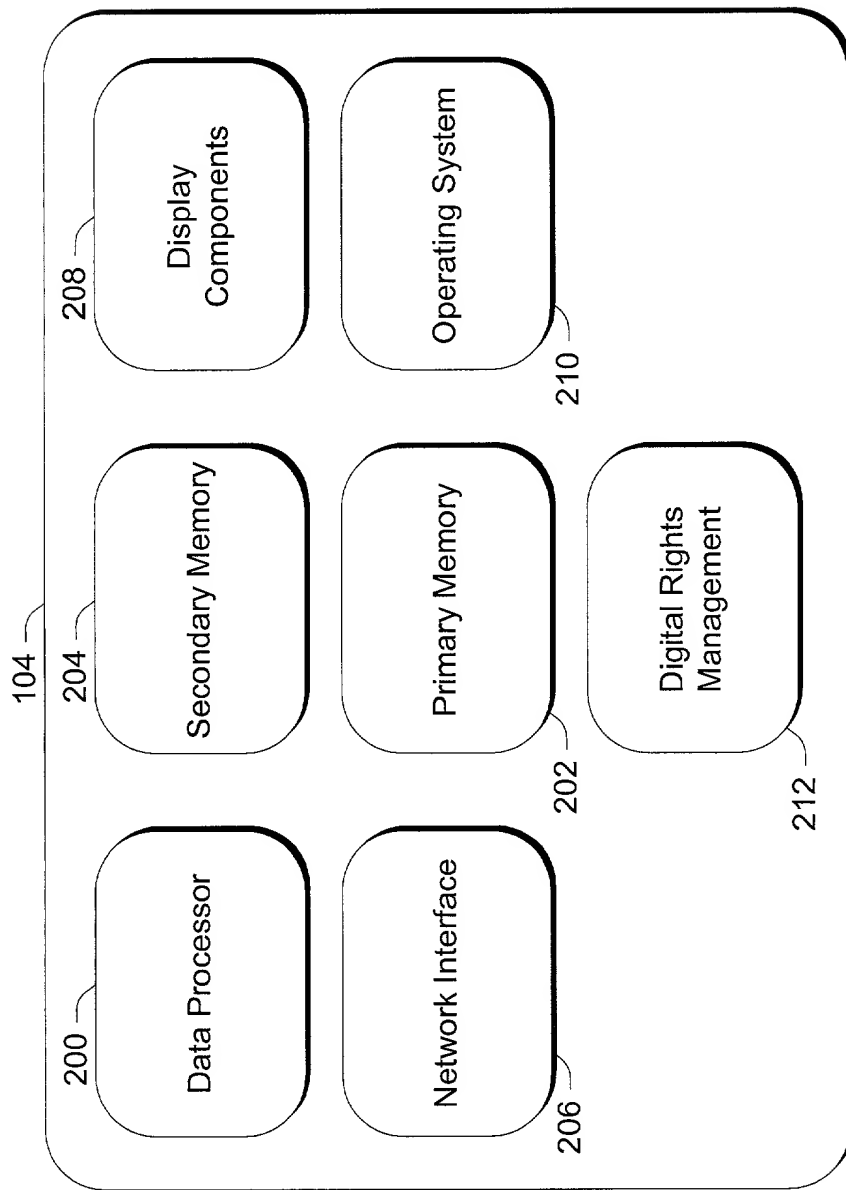 104
200
204
208
Data Processor
Secondary Memory
Display
Components
Network Interface
Primary Memory
Operating System
206
202
210
Digital Rights
Management
212